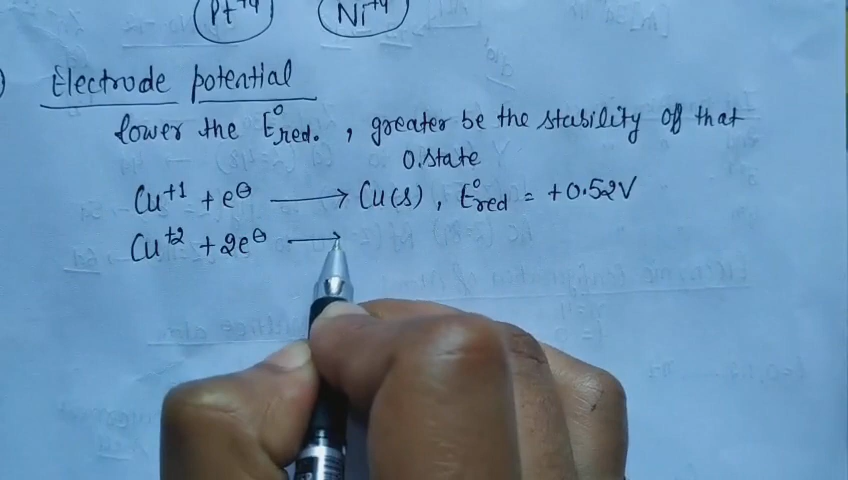 Pt⁺⁴ Ni⁺⁴
) Electrode potential
lower the E°red. , greater be the stability of that
O.state
Cu⁺¹ + e⊖ ⟶ Cu(s) , E°red = +0.52V
Cu⁺² + 2e⊖ ⟶